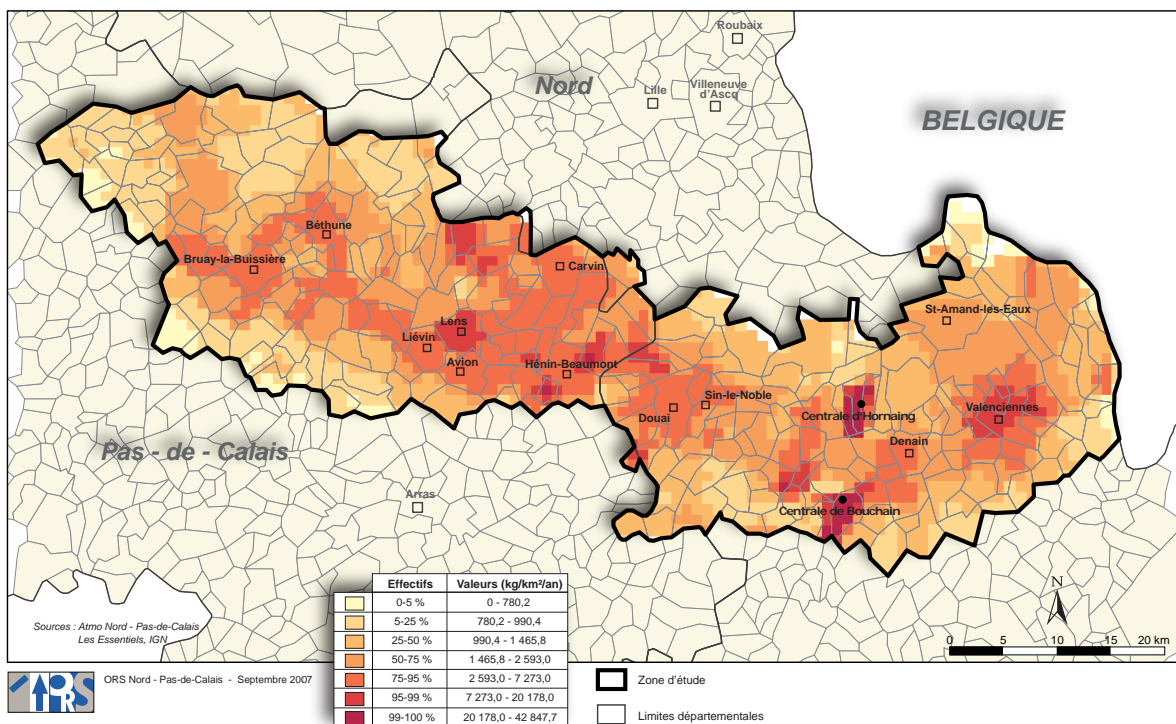 Roubaix
Nord
Lille
Villeneuve
d'Ascq
BELGIQUE
Béthune
Bruay-la-Buissière
Carvin
St-Amand-les-Eaux
Lens
Liévin
Avion
Hénin-Beaumont
Sin-le-Noble
Douai
Centrale d'Hornaing
Valenciennes
Denain
Pas - de - Calais
Arras
Centrale de Bouchain
N
0 5 10 15 20 km
Sources : Atmo Nord - Pas-de-Calais
Les Essentiels, IGN
Effectifs Valeurs (kg/km²/an)
0-5 % 0 - 780,2
5-25 % 780,2 - 990,4
25-50 % 990,4 - 1 465,8
50-75 % 1 465,8 - 2 593,0
75-95 % 2 593,0 - 7 273,0
95-99 % 7 273,0 - 20 178,0
99-100 % 20 178,0 - 42 847,7
Zone d'étude
Limites départementales
ORS
ORS Nord - Pas-de-Calais - Septembre 2007